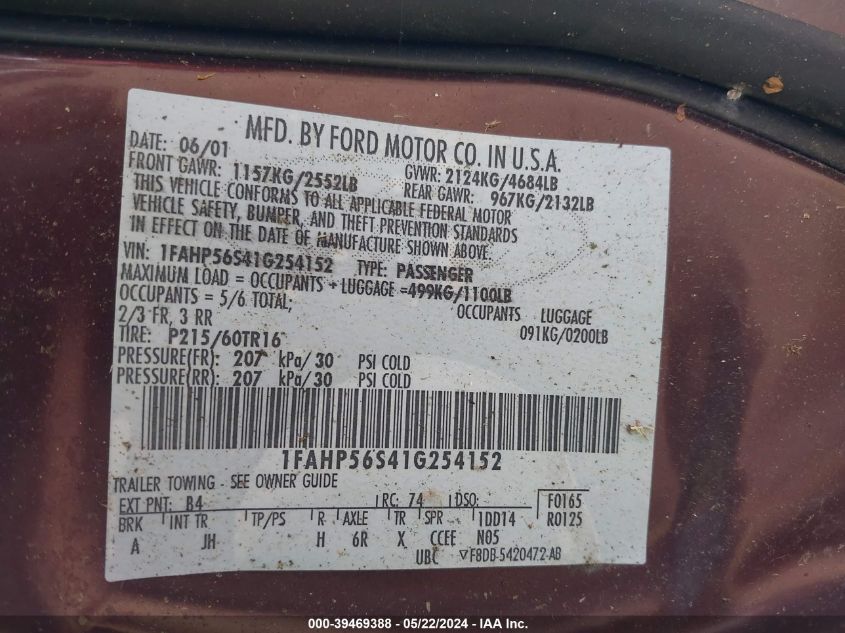 MFD. BY FORD MOTOR CO. IN U.S.A.
DATE: 06/01 GVWR: 2124KG/4684LB
FRONT GAWR: 1157KG/2552LB REAR GAWR: 967KG/2132LB
THIS VEHICLE CONFORMS TO ALL APPLICABLE FEDERAL MOTOR
VEHICLE SAFETY, BUMPER, AND THEFT PREVENTION STANDARDS
IN EFFECT ON THE DATE OF MANUFACTURE SHOWN ABOVE.
VIN: 1FAHP56S41G254152 TYPE: PASSENGER
MAXIMUM LOAD = OCCUPANTS + LUGGAGE =499KG/1100LB
OCCUPANTS = 5/6 TOTAL; OCCUPANTS LUGGAGE
2/3 FR, 3 RR 091KG/0200LB
TIRE: P215/60TR16
PRESSURE(FR): 207 kPa/30 PSI COLD
PRESSURE(RR): 207 kPa/30 PSI COLD
1FAHP56S41G254152
TRAILER TOWING - SEE OWNER GUIDE
EXT PNT: B4 RC: 74 DSO: F0165
BRK INT TR TP/PS R AXLE TR SPR 1DD14 R0125
A JH H 6R X CCEE N05
UBC F8DB-5420472-AB
000-39469388 - 05/22/2024 - IAA Inc.